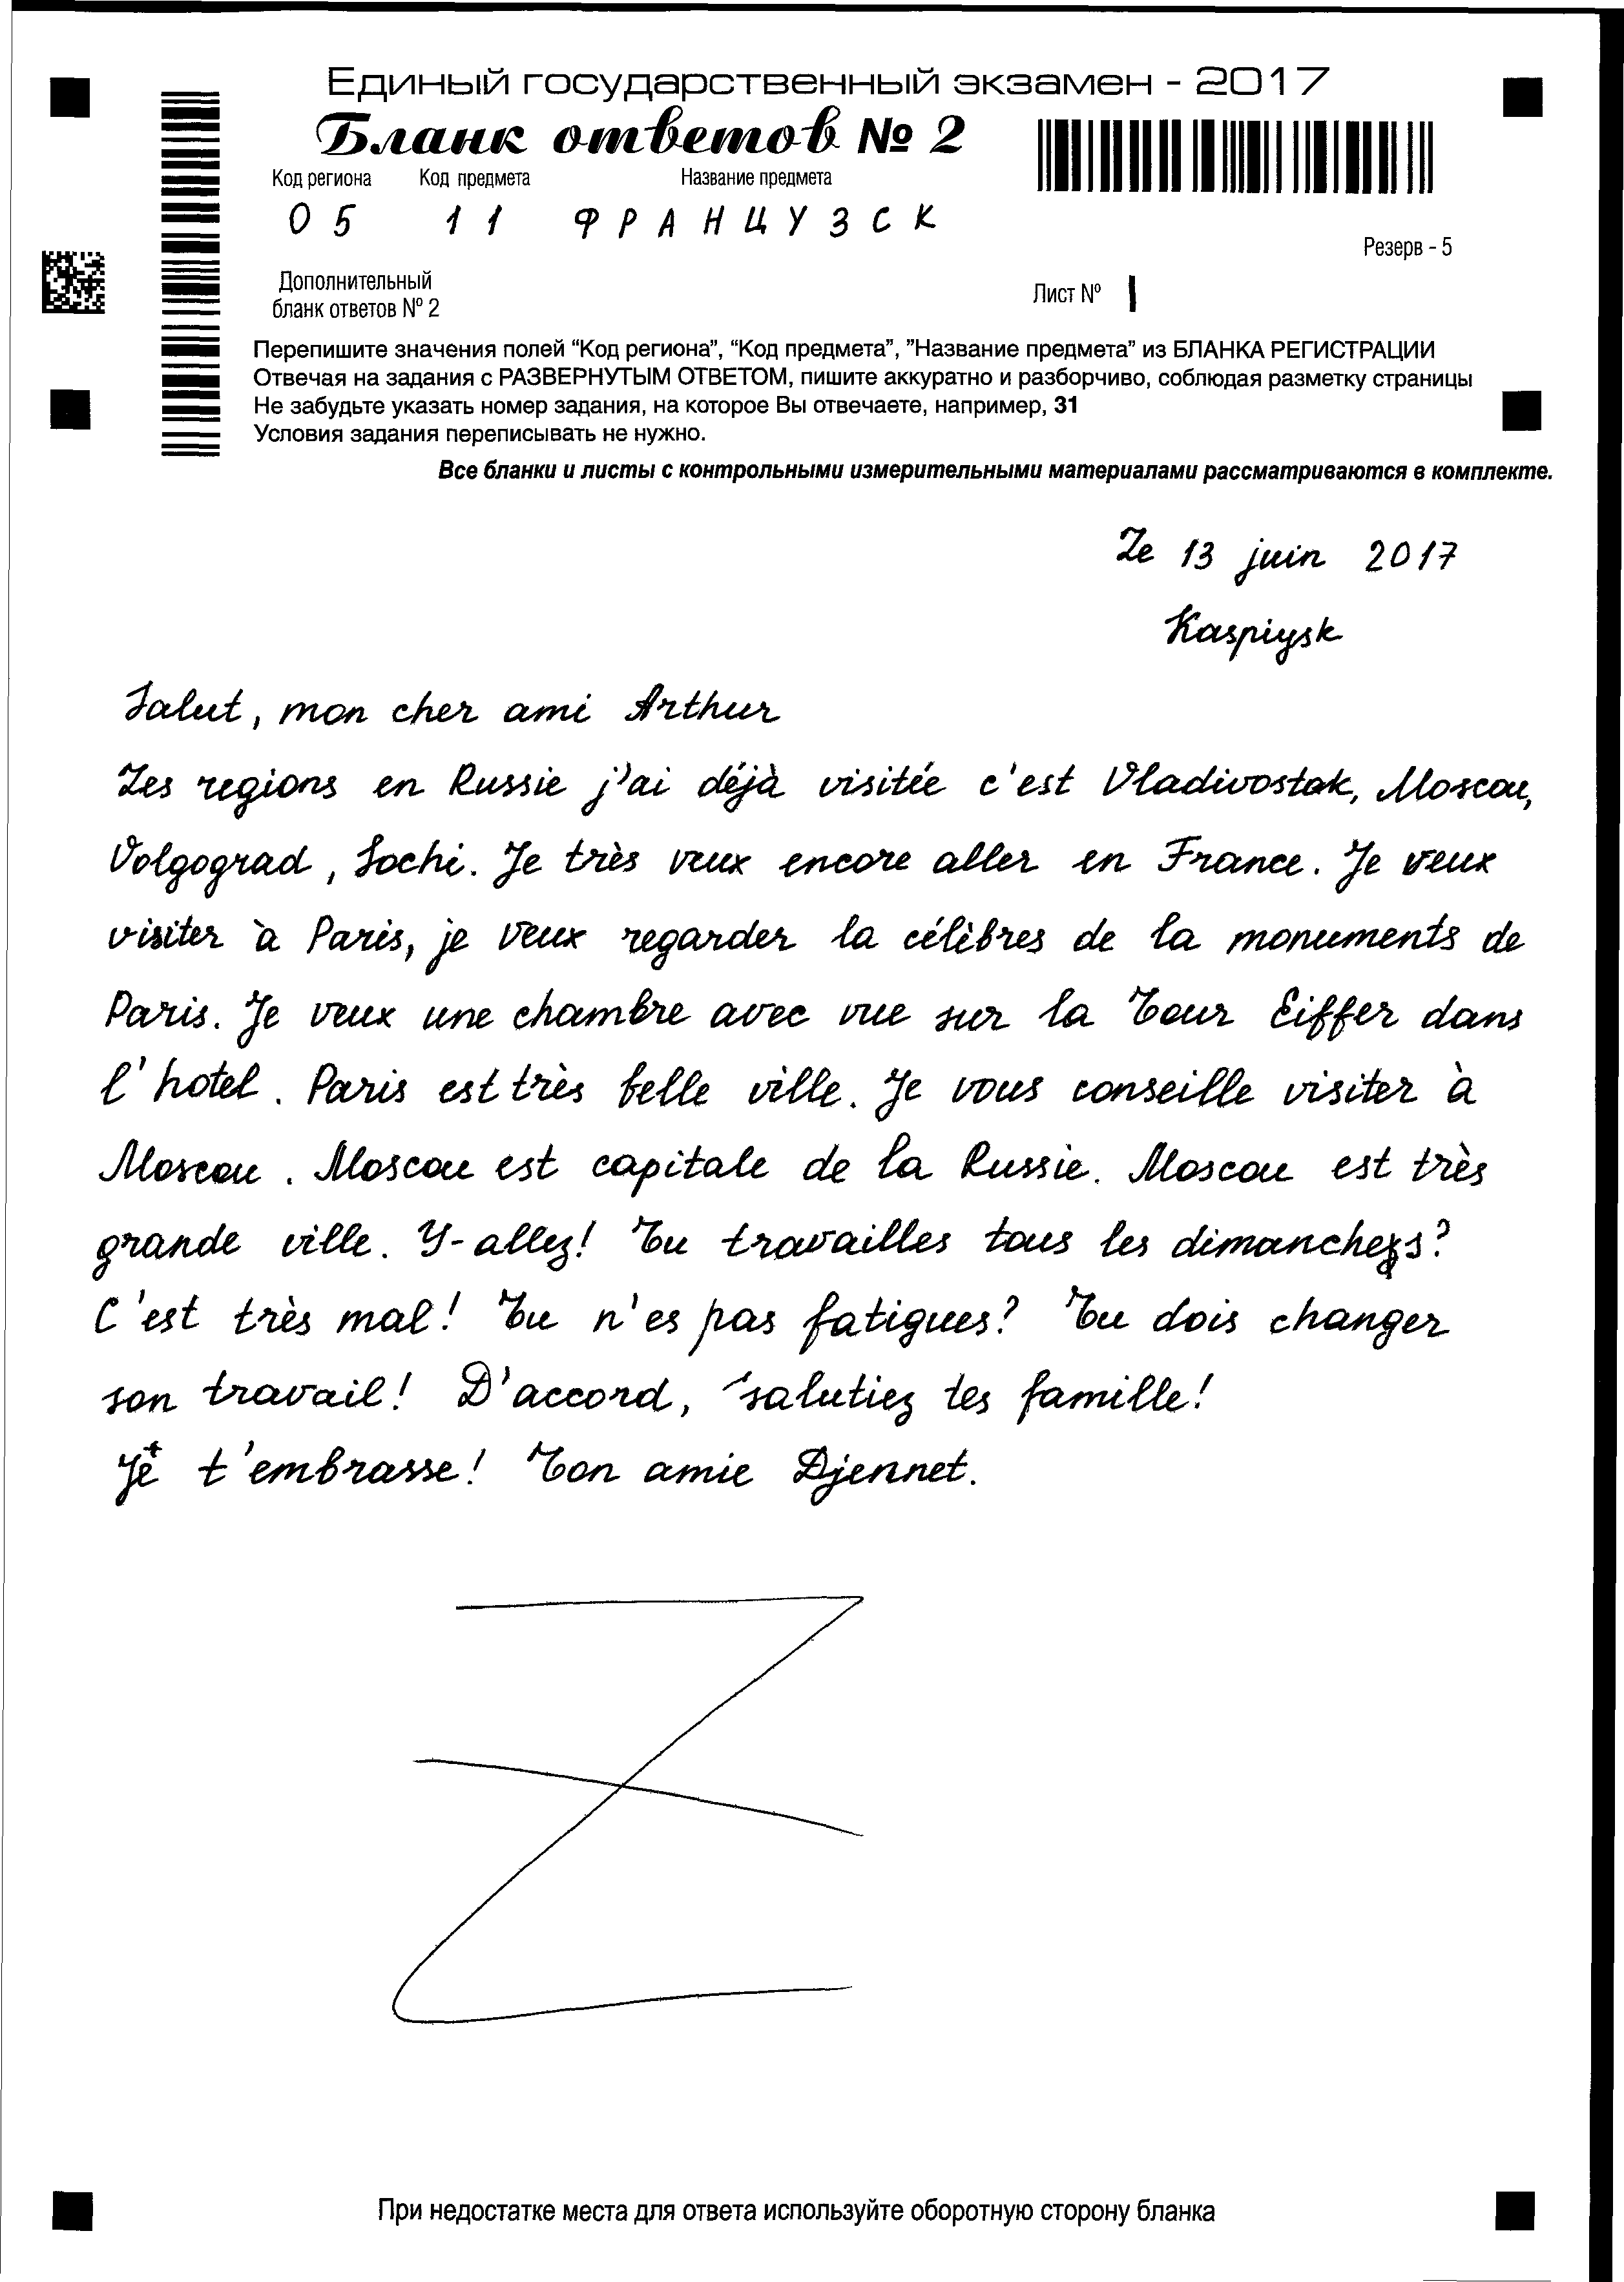 Единый государственный экзамен - 2017
Бланк ответов № 2
Код региона Код предмета Название предмета
05 11 ФРАНЦУЗСК
Резерв - 5
Дополнительный
бланк ответов № 2
Лист № 1
Перепишите значения полей "Код региона", "Код предмета", "Название предмета" из БЛАНКА РЕГИСТРАЦИИ
Отвечая на задания с РАЗВЕРНУТЫМ ОТВЕТОМ, пишите аккуратно и разборчиво, соблюдая разметку страницы
Не забудьте указать номер задания, на которое Вы отвечаете, например, 31
Условия задания переписывать не нужно.
Все бланки и листы с контрольными измерительными материалами рассматриваются в комплекте.
Le 13 juin 2017
Kaspiysk
Salut, mon cher ami Arthur
Les regions en Russie j'ai déjà visitée c'est Vladivostok, Moscou,
Volgograd, Sochi. Je très veux encore aller en France. Je veux
visiter à Paris, je veux regarder la célèbres de la monuments de
Paris. Je veux une chambre avec vue sur la Tour Eiffer dans
l'hotel. Paris est très belle ville. Je vous conseille visiter à
Moscou. Moscou est capitale de la Russie. Moscou est très
grande ville. Y-allez! Tu travailles tous les dimanches?
C'est très mal! Tu n'es pas fatigues? Tu dois changer
son travail! D'accord, salutiez tes famille!
Je t'embrasse! Ton amie Djennet.
При недостатке места для ответа используйте оборотную сторону бланка